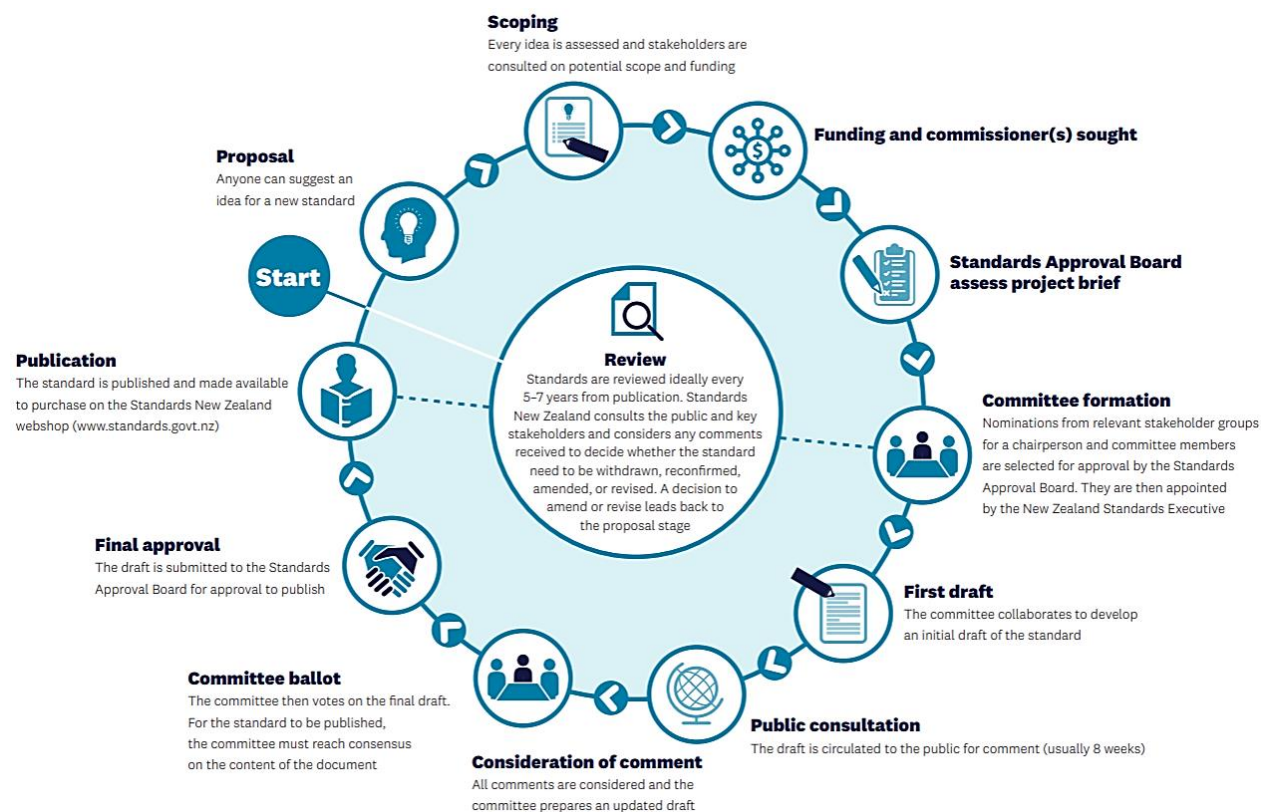 Scoping
Every idea is assessed and stakeholders are
consulted on potential scope and funding
Funding and commissioner(s) sought
Standards Approval Board
assess project brief
Committee formation
Nominations from relevant stakeholder groups
for a chairperson and committee members
are selected for approval by the Standards
Approval Board. They are then appointed
by the New Zealand Standards Executive
First draft
The committee collaborates to develop
an initial draft of the standard
Public consultation
The draft is circulated to the public for comment (usually 8 weeks)
Consideration of comment
All comments are considered and the
committee prepares an updated draft
Committee ballot
The committee then votes on the final draft.
For the standard to be published,
the committee must reach consensus
on the content of the document
Final approval
The draft is submitted to the Standards
Approval Board for approval to publish
Publication
The standard is published and made available
to purchase on the Standards New Zealand
webshop (www.standards.govt.nz)
Start
Proposal
Anyone can suggest an
idea for a new standard
$
Review
Standards are reviewed ideally every
5–7 years from publication. Standards
New Zealand consults the public and key
stakeholders and considers any comments
received to decide whether the standard
need to be withdrawn, reconfirmed,
amended, or revised. A decision to
amend or revise leads back to
the proposal stage